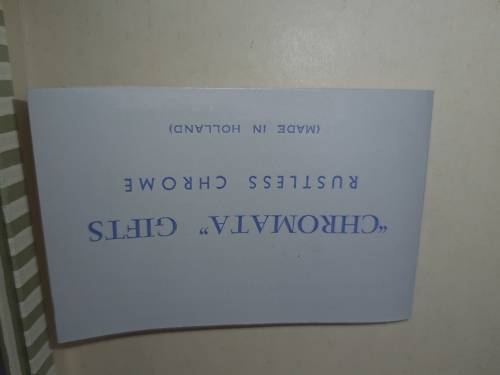 “CHROMATA” GIFTS
RUSTLESS CHROME
(MADE IN HOLLAND)